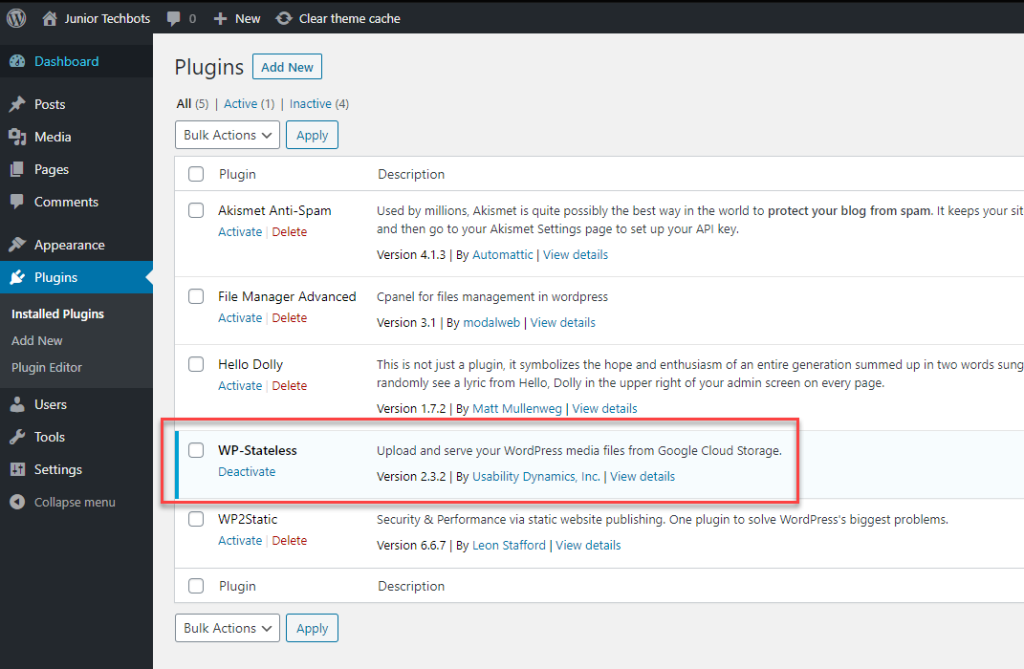 Junior Techbots 0 New Clear theme cache
Dashboard
Posts
Media
Pages
Comments
Appearance
Plugins
Installed Plugins
Add New
Plugin Editor
Users
Tools
Settings
Collapse menu
Plugins Add New
All (5) | Active (1) | Inactive (4)
Bulk Actions Apply
Plugin Description
Akismet Anti-Spam
Activate | Delete
Used by millions, Akismet is quite possibly the best way in the world to protect your blog from spam. It keeps your sit
and then go to your Akismet Settings page to set up your API key.
Version 4.1.3 | By Automattic | View details
File Manager Advanced
Activate | Delete
Cpanel for files management in wordpress
Version 3.1 | By modalweb | View details
Hello Dolly
Activate | Delete
This is not just a plugin, it symbolizes the hope and enthusiasm of an entire generation summed up in two words sung
randomly see a lyric from Hello, Dolly in the upper right of your admin screen on every page.
Version 1.7.2 | By Matt Mullenweg | View details
WP-Stateless
Deactivate
Upload and serve your WordPress media files from Google Cloud Storage.
Version 2.3.2 | By Usability Dynamics, Inc. | View details
WP2Static
Activate | Delete
Security & Performance via static website publishing. One plugin to solve WordPress's biggest problems.
Version 6.6.7 | By Leon Stafford | View details
Plugin Description
Bulk Actions Apply